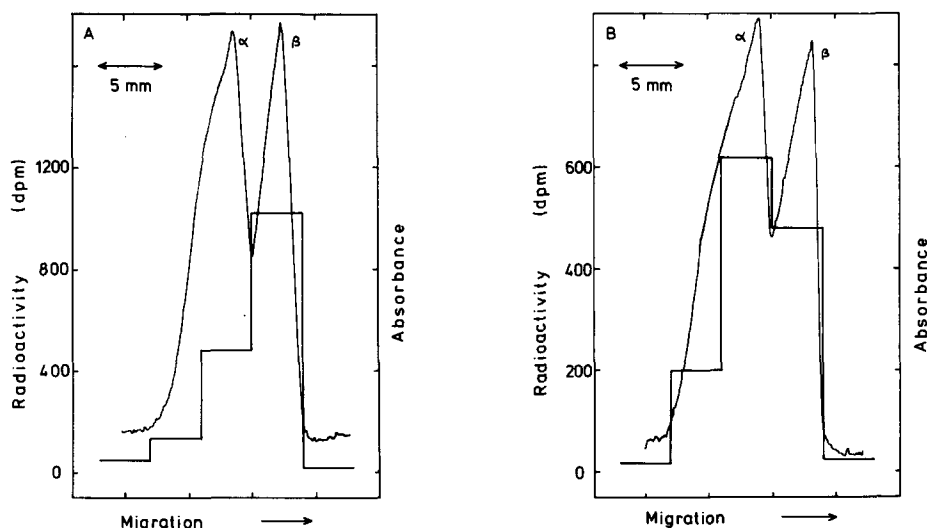 A
α
β
5 mm
1200
800
400
0
Radioactivity (dpm)
Absorbance
Migration
B
α
β
5 mm
600
400
200
0
Radioactivity (dpm)
Absorbance
Migration